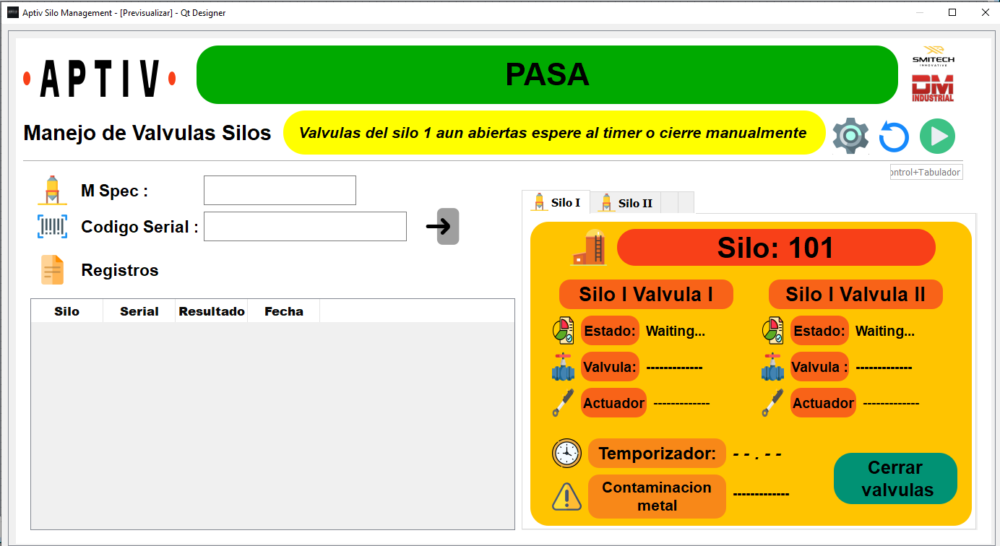 Aptiv Silo Management - [Previsualizar] - Qt Designer
APTIV
PASA
SMITECH
INNOVATIVE
DM
INDUSTRIAL
Manejo de Valvulas Silos
Valvulas del silo 1 aun abiertas espere al timer o cierre manualmente
ontrol+Tabulador
M Spec :
Codigo Serial :
Registros
Silo Serial Resultado Fecha
Silo I Silo II
Silo: 101
Silo I Valvula I Silo I Valvula II
Estado: Waiting... Estado: Waiting...
Valvula: ------------- Valvula : -------------
Actuador ------------- Actuador -------------
Temporizador: - - . - -
Contaminacion
metal -------------
Cerrar
valvulas